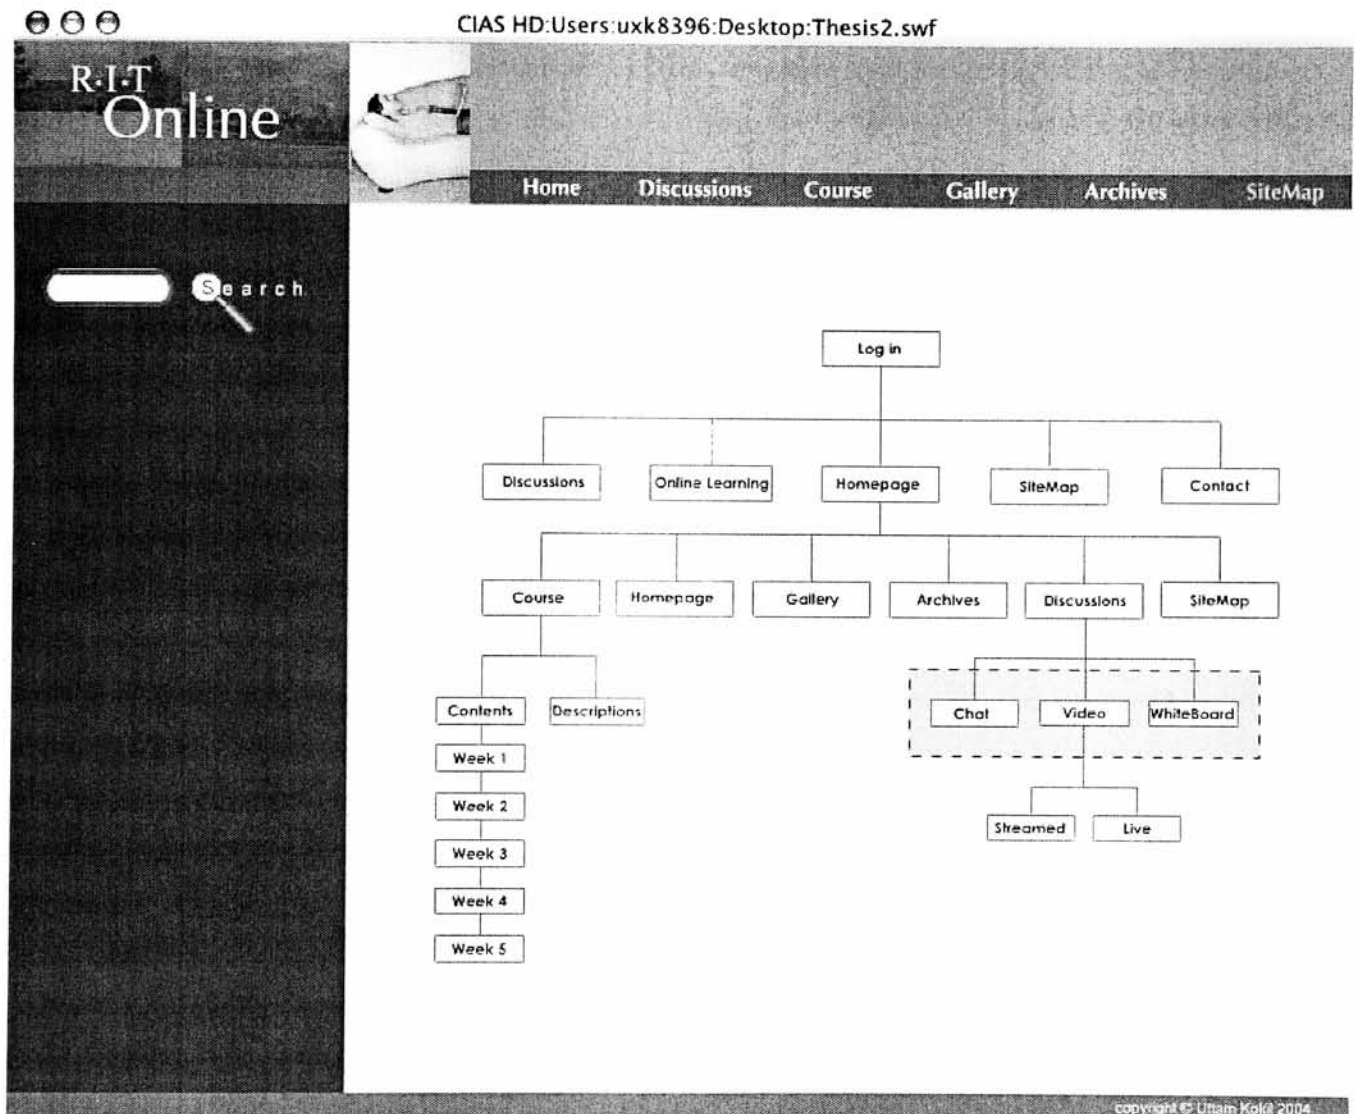 CIAS HD:Users:uxk8396:Desktop:Thesis2.swf
R·I·T
Online
Home Discussions Course Gallery Archives SiteMap
Search
Log in
Discussions Online Learning Homepage SiteMap Contact
Course Homepage Gallery Archives Discussions SiteMap
Contents Descriptions Chat Video WhiteBoard
Week 1
Week 2
Streamed Live
Week 3
Week 4
Week 5
copyright © Uttam Kokil 2004